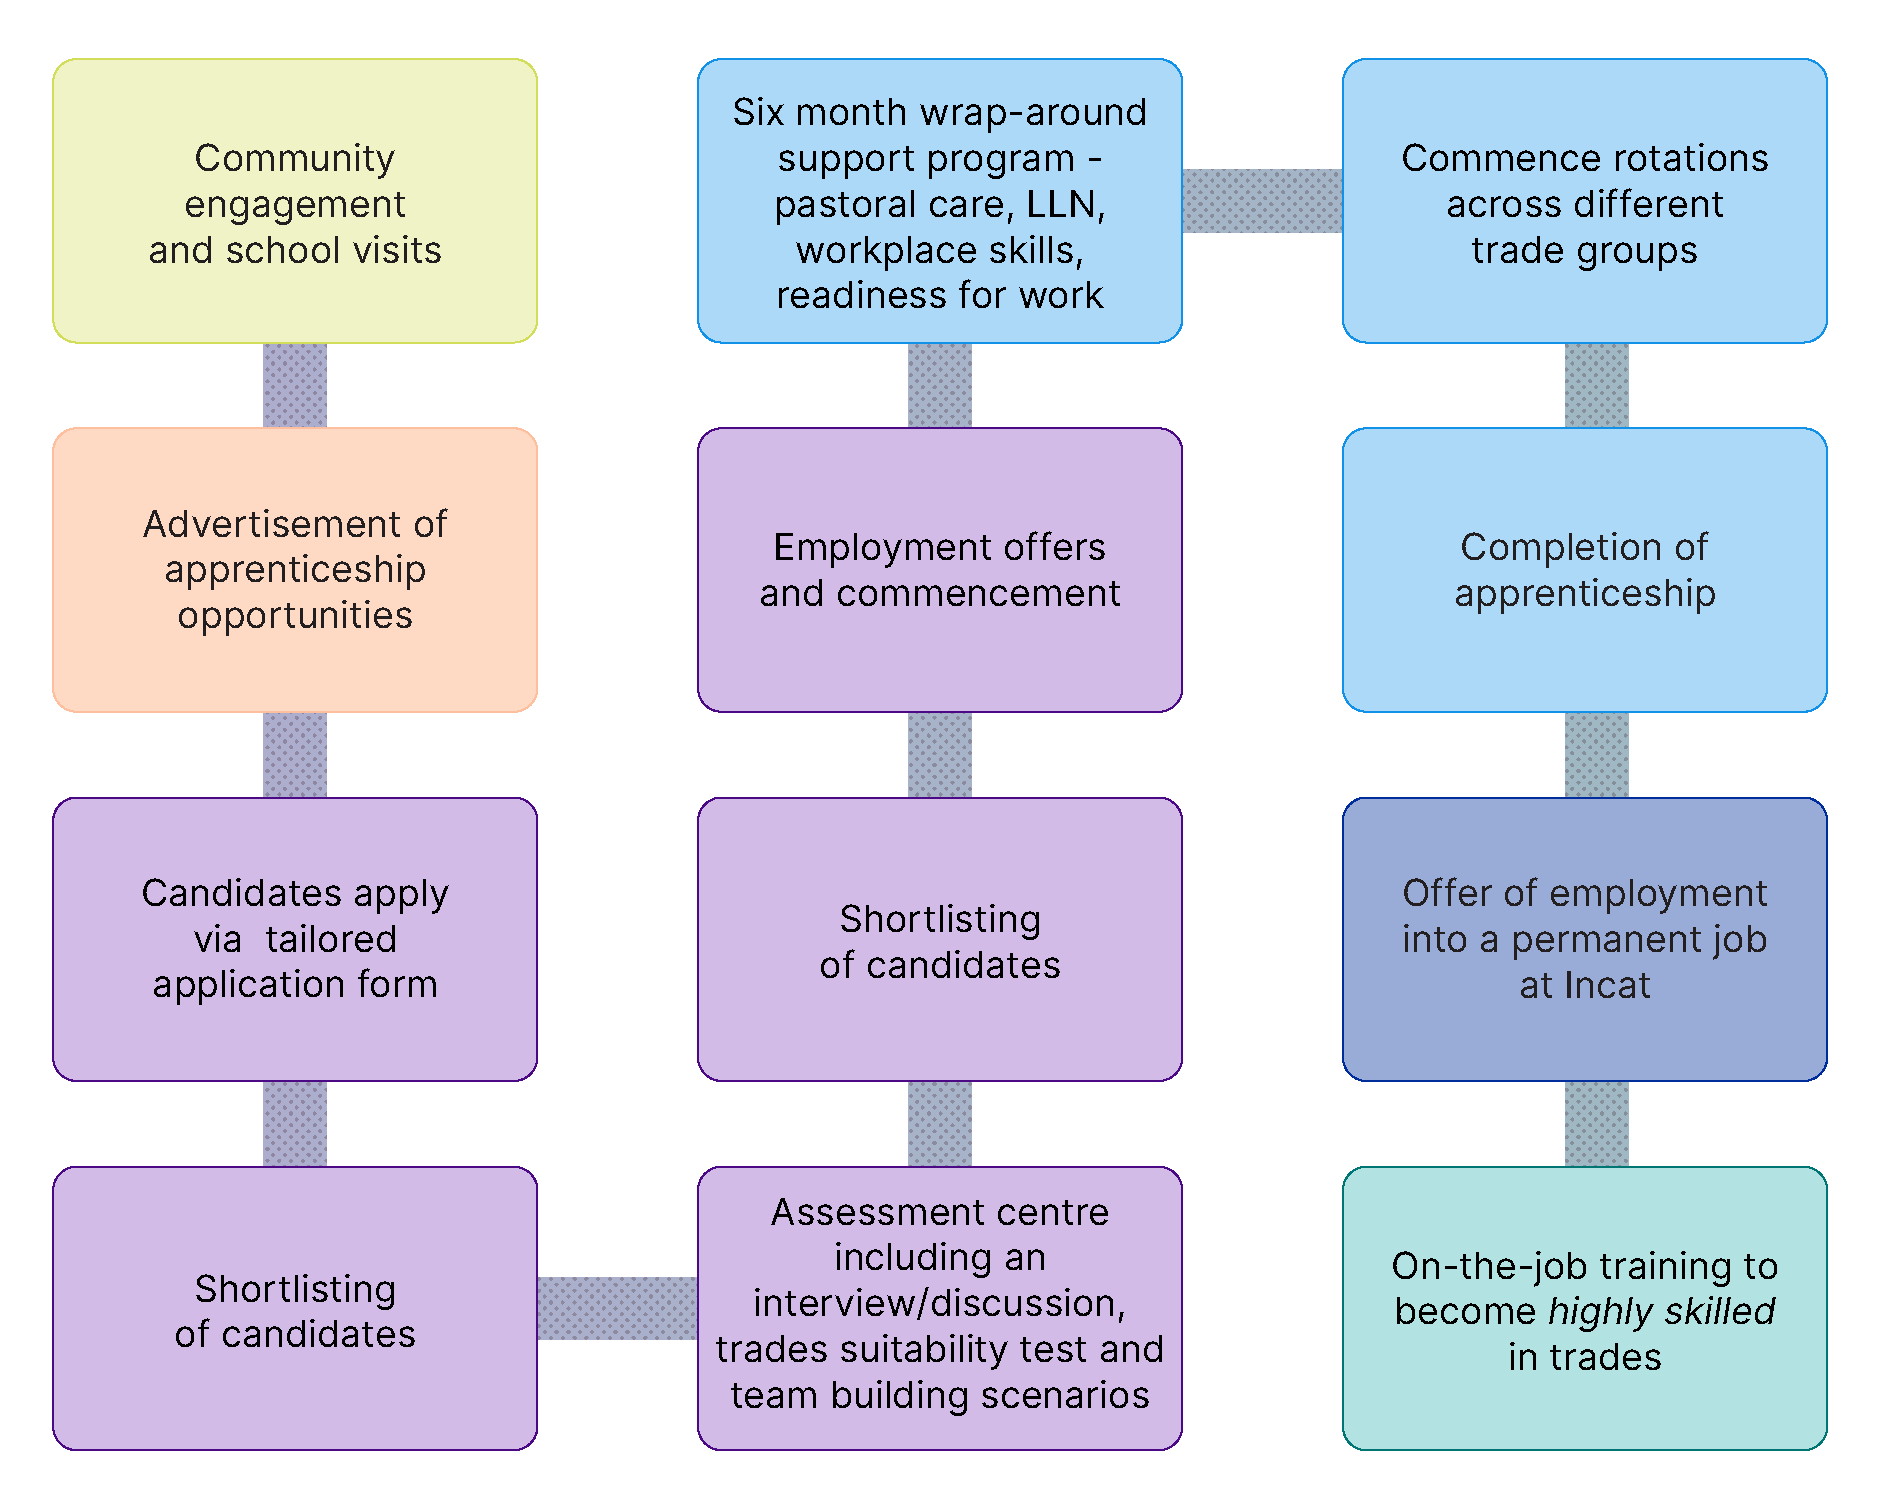 Community
engagement
and school visits
Advertisement of
apprenticeship
opportunities
Candidates apply
via  tailored
application form
Shortlisting
of candidates
Assessment centre
including an
interview/discussion,
trades suitability test and
team building scenarios
Shortlisting
of candidates
Employment offers
and commencement
Six month wrap-around
support program -
pastoral care, LLN,
workplace skills,
readiness for work
Commence rotations
across different
trade groups
Completion of
apprenticeship
Offer of employment
into a permanent job
at Incat
On-the-job training to
become highly skilled
in trades